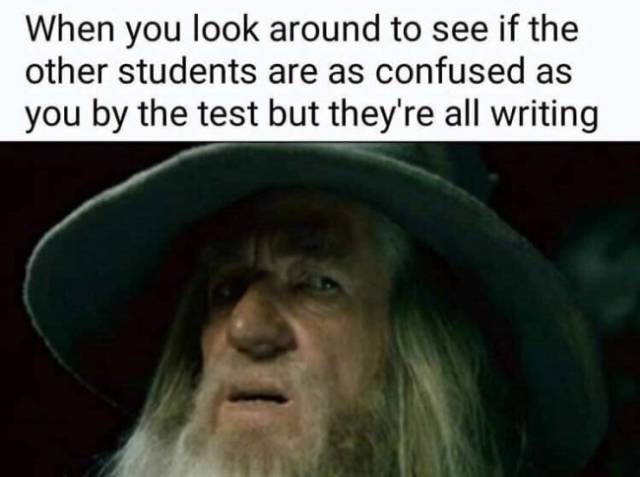 When you look around to see if the
other students are as confused as
you by the test but they're all writing